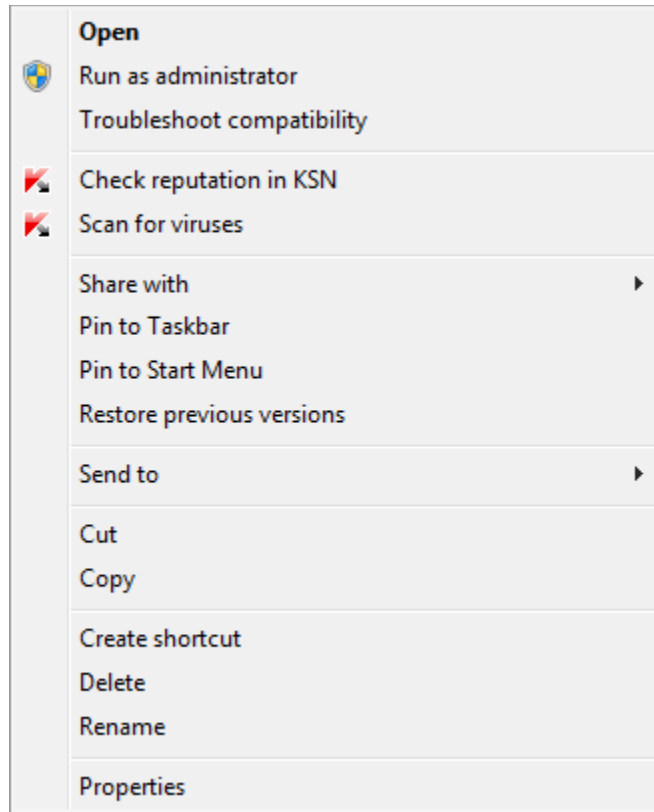 Open
Run as administrator
Troubleshoot compatibility
Check reputation in KSN
Scan for viruses
Share with
Pin to Taskbar
Pin to Start Menu
Restore previous versions
Send to
Cut
Copy
Create shortcut
Delete
Rename
Properties